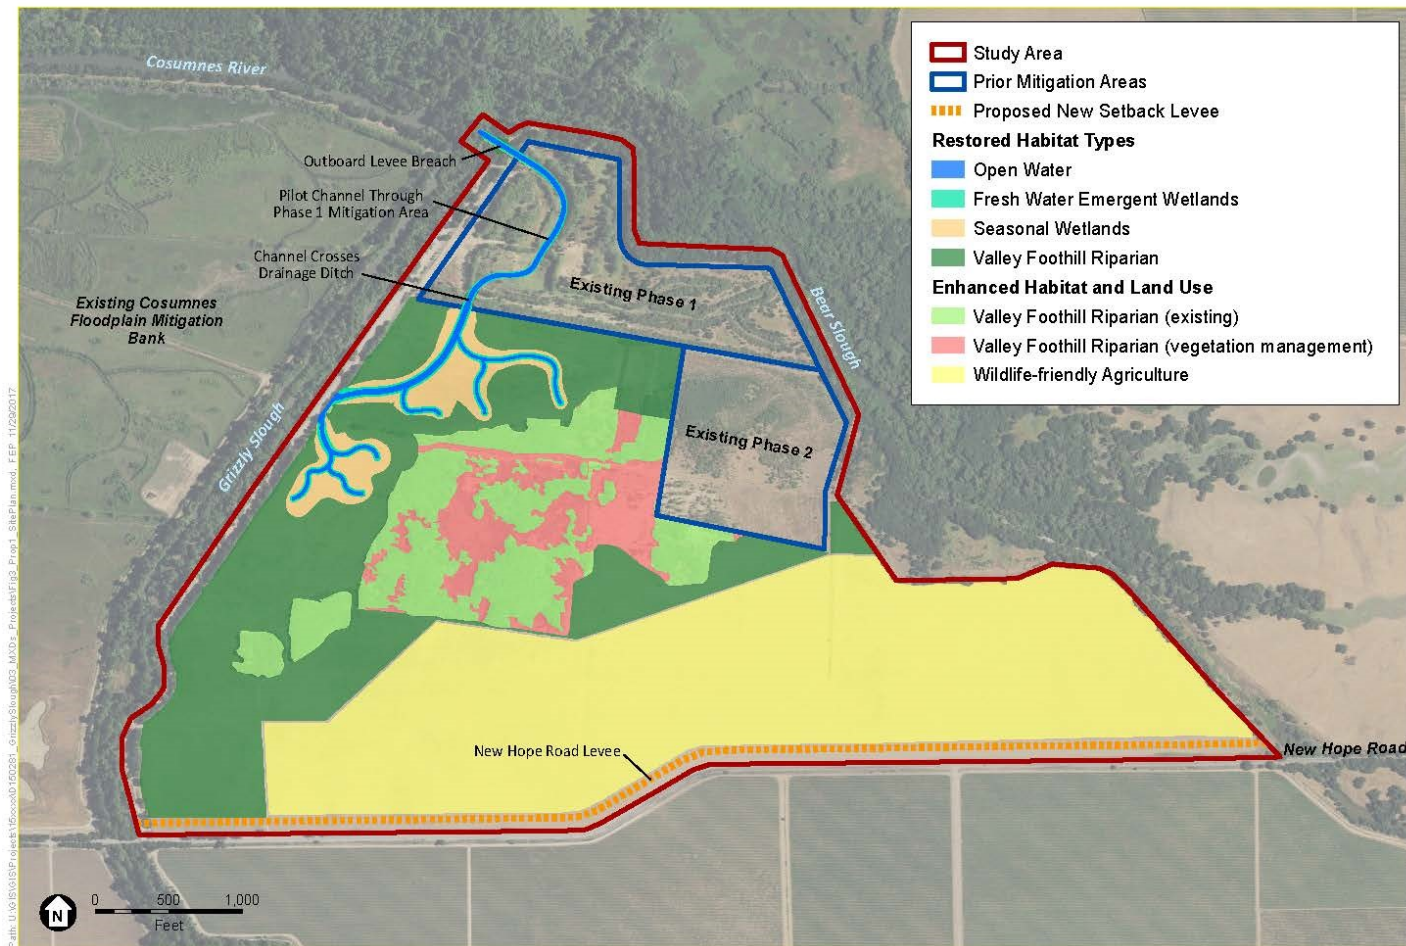 Cosumnes River
Outboard Levee Breach
Pilot Channel Through
Phase 1 Mitigation Area
Channel Crosses
Drainage Ditch
Existing Cosumnes
Floodplain Mitigation
Bank
Grizzly Slough
Existing Phase 1
Bear Slough
Existing Phase 2
New Hope Road Levee
New Hope Road
Study Area
Prior Mitigation Areas
Proposed New Setback Levee
Restored Habitat Types
Open Water
Fresh Water Emergent Wetlands
Seasonal Wetlands
Valley Foothill Riparian
Enhanced Habitat and Land Use
Valley Foothill Riparian (existing)
Valley Foothill Riparian (vegetation management)
Wildlife-friendly Agriculture
N
0 500 1,000
Feet